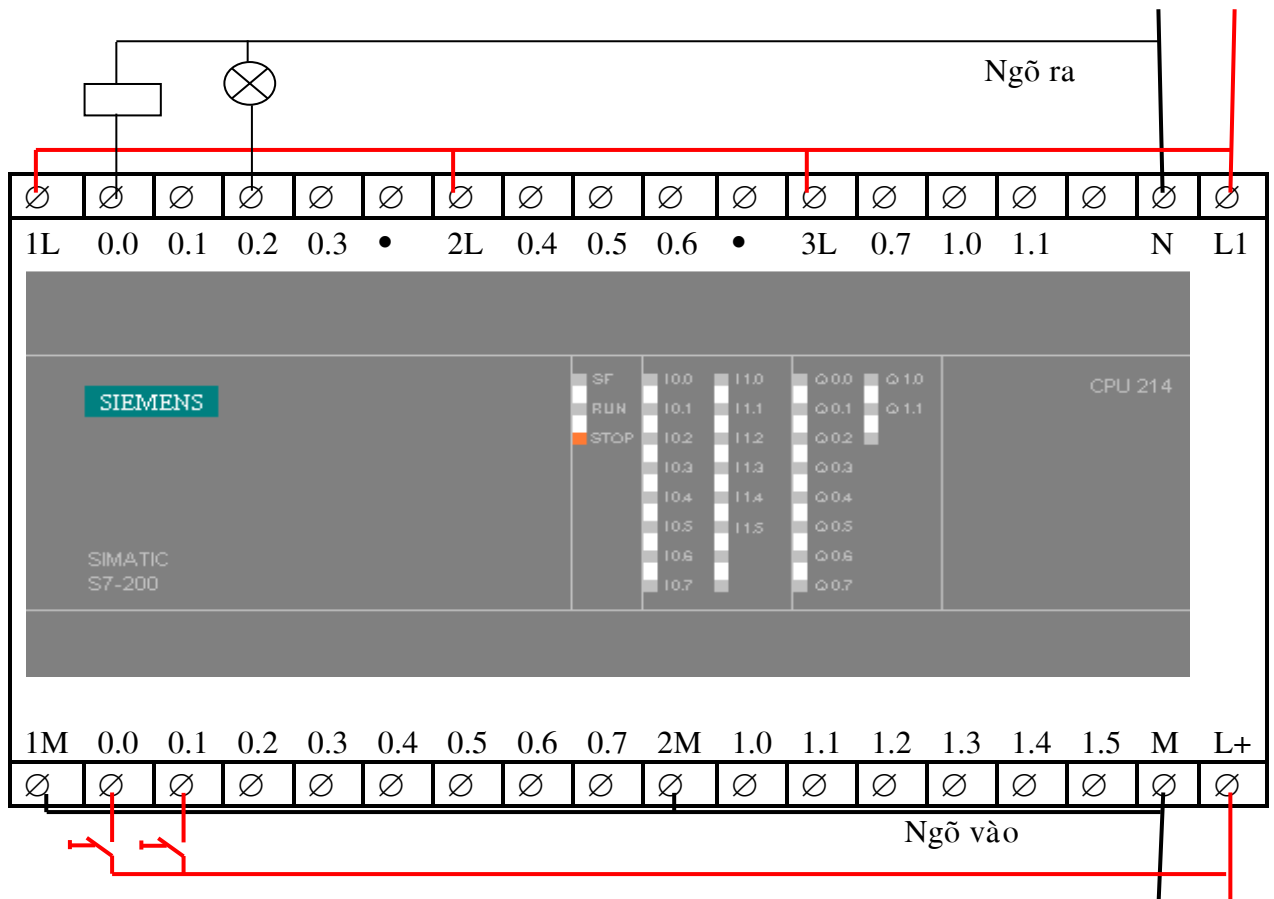 Ngõ ra
1L 0.0 0.1 0.2 0.3 • 2L 0.4 0.5 0.6 • 3L 0.7 1.0 1.1 N L1
SIEMENS
SIMATIC
S7-200
SF
RUN
STOP
I0.0
I0.1
I0.2
I0.3
I0.4
I0.5
I0.6
I0.7
I1.0
I1.1
I1.2
I1.3
I1.4
I1.5
Q0.0
Q0.1
Q0.2
Q0.3
Q0.4
Q0.5
Q0.6
Q0.7
Q1.0
Q1.1
CPU 214
1M 0.0 0.1 0.2 0.3 0.4 0.5 0.6 0.7 2M 1.0 1.1 1.2 1.3 1.4 1.5 M L+
Ngõ vào